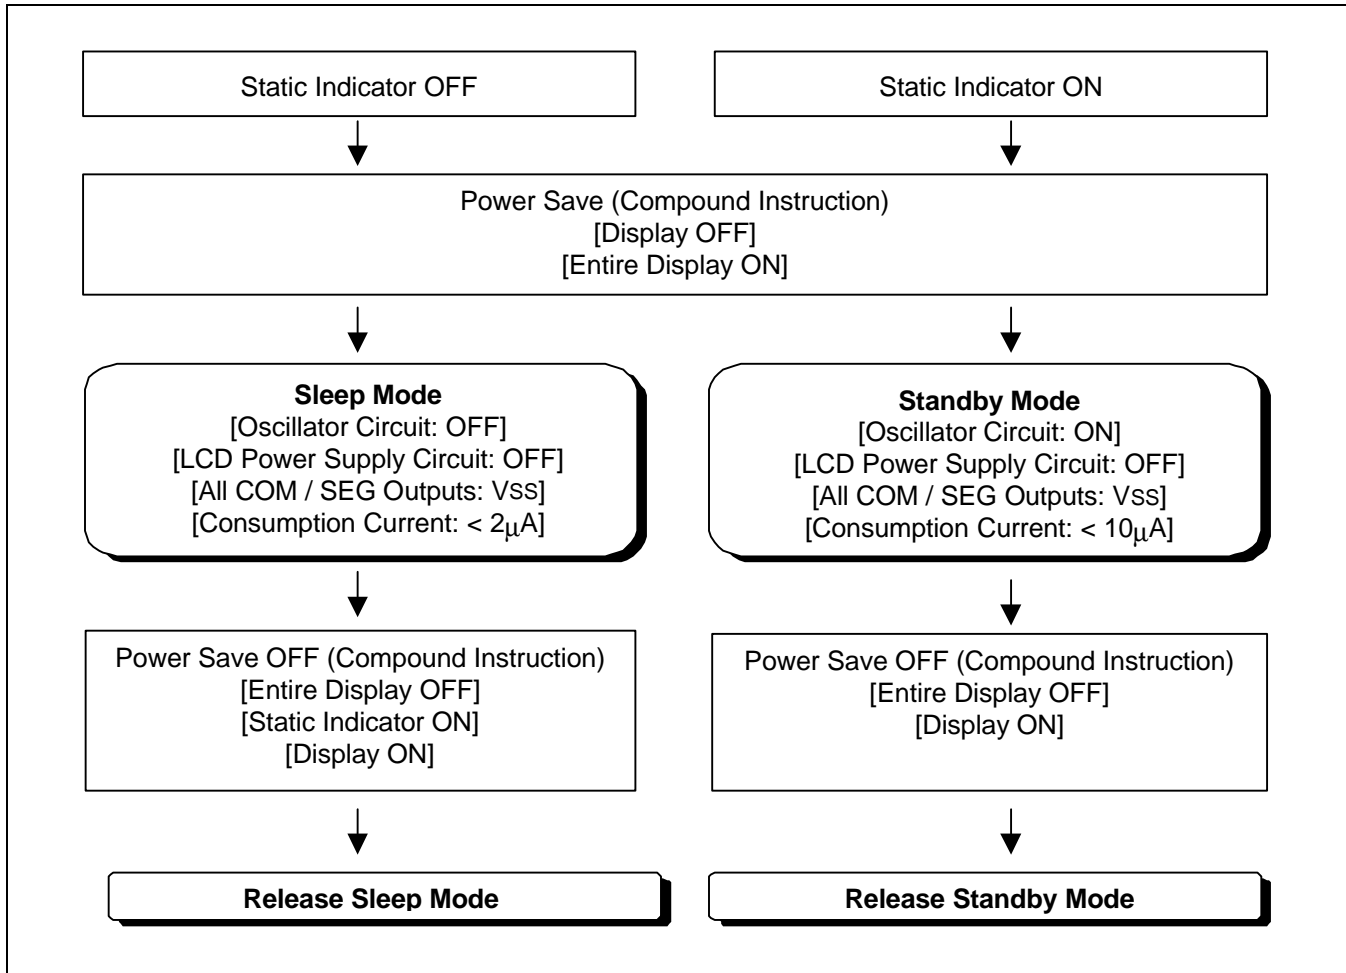 Static Indicator OFF
Static Indicator ON
Power Save (Compound Instruction)
[Display OFF]
[Entire Display ON]
Sleep Mode
[Oscillator Circuit: OFF]
[LCD Power Supply Circuit: OFF]
[All COM / SEG Outputs: VSS]
[Consumption Current: < 2μA]
Standby Mode
[Oscillator Circuit: ON]
[LCD Power Supply Circuit: OFF]
[All COM / SEG Outputs: VSS]
[Consumption Current: < 10μA]
Power Save OFF (Compound Instruction)
[Entire Display OFF]
[Static Indicator ON]
[Display ON]
Power Save OFF (Compound Instruction)
[Entire Display OFF]
[Display ON]
Release Sleep Mode
Release Standby Mode